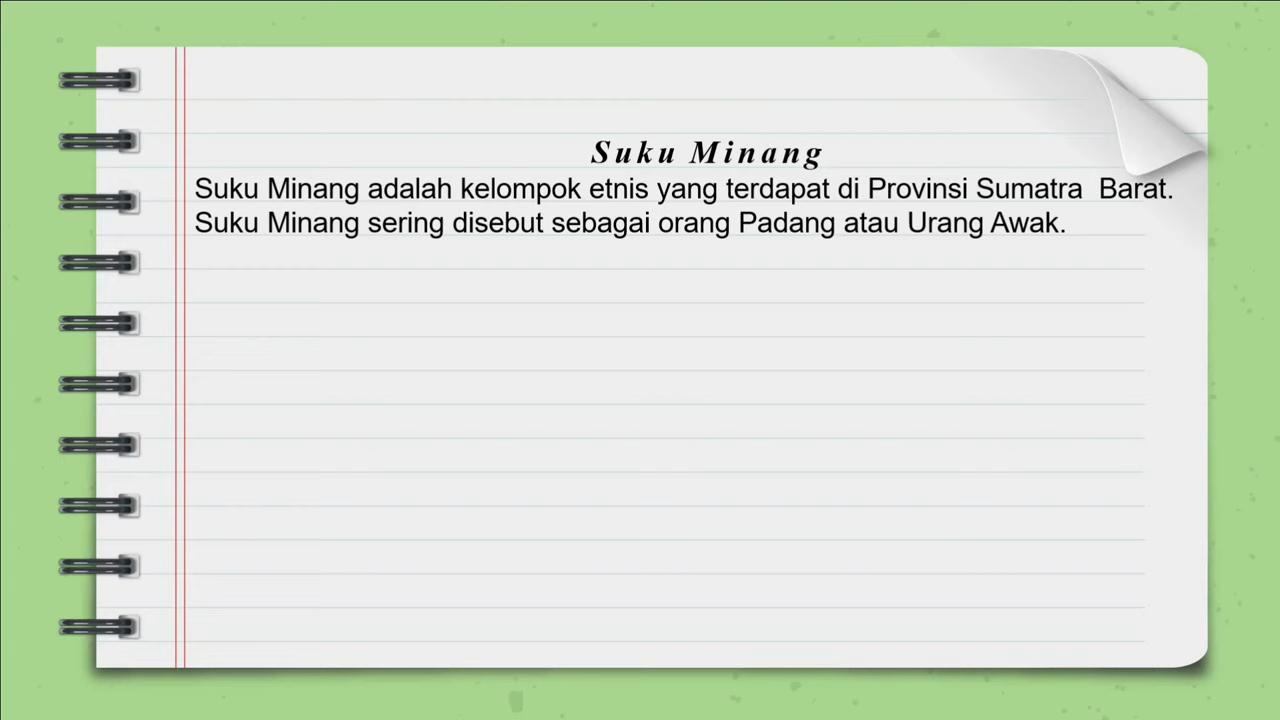 Suku Minang
Suku Minang adalah kelompok etnis yang terdapat di Provinsi Sumatra  Barat.
Suku Minang sering disebut sebagai orang Padang atau Urang Awak.